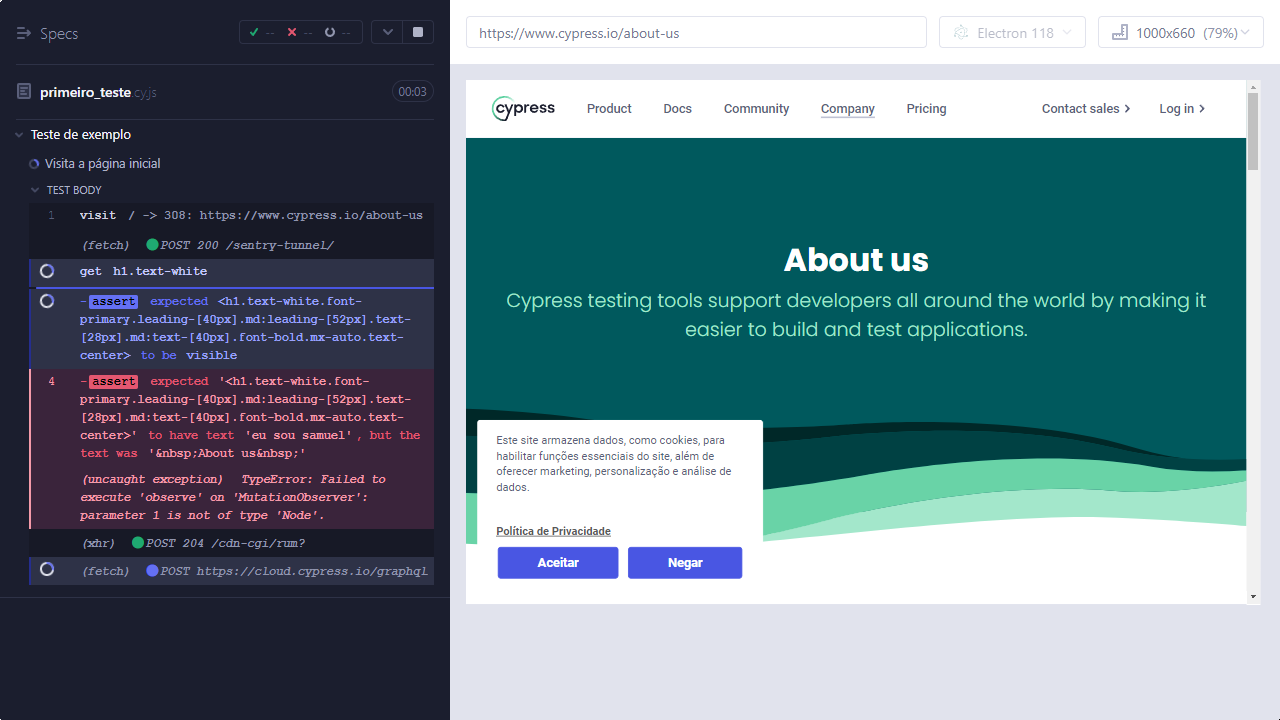 Specs
-- -- --
primeiro_teste.cy.js
00:03
Teste de exemplo
Visita a página inicial
TEST BODY
1 visit / -> 308: https://www.cypress.io/about-us
(fetch) POST 200 /sentry-tunnel/
get h1.text-white
-assert expected <h1.text-white.font-
primary.leading-[40px].md:leading-[52px].text-
[28px].md:text-[40px].font-bold.mx-auto.text-
center> to be visible
4 -assert expected '<h1.text-white.font-
primary.leading-[40px].md:leading-[52px].text-
[28px].md:text-[40px].font-bold.mx-auto.text-
center>' to have text 'eu sou samuel', but the
text was '&nbsp;About us&nbsp;'
(uncaught exception) TypeError: Failed to
execute 'observe' on 'MutationObserver':
parameter 1 is not of type 'Node'.
(xhr) POST 204 /cdn-cgi/rum?
(fetch) POST https://cloud.cypress.io/graphql
https://www.cypress.io/about-us
Electron 118
1000x660 (79%)
cypress
Product
Docs
Community
Company
Pricing
Contact sales
Log in
About us
Cypress testing tools support developers all around the world by making it
easier to build and test applications.
Este site armazena dados, como cookies, para
habilitar funções essenciais do site, além de
oferecer marketing, personalização e análise de
dados.
Política de Privacidade
Aceitar
Negar